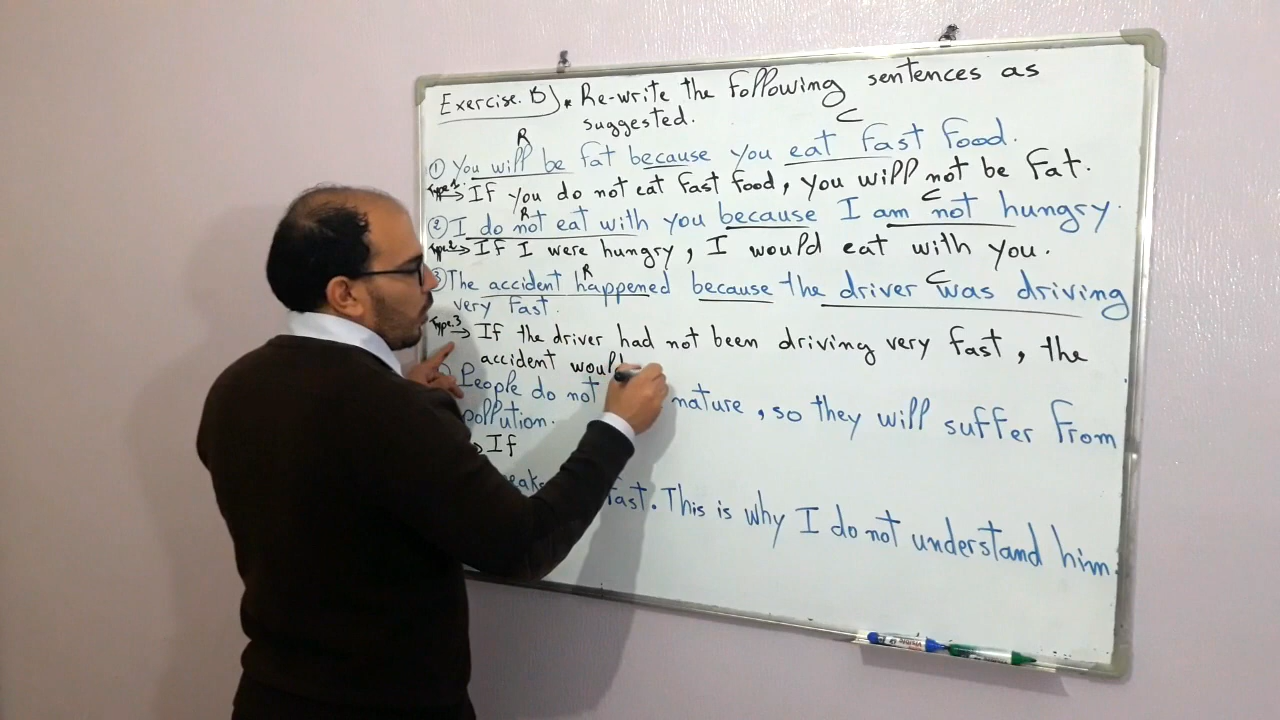 Exercise. B) * Re-write the following sentences as
suggested.
R C
① You will be fat because you eat fast food.
Type.1 → If you do not eat fast food, you will not be fat.
R C
② I do not eat with you because I am not hungry.
Type.2 → If I were hungry, I would eat with you.
R C
③ The accident happened because the driver was driving
very fast.
Type.3 → If the driver had not been driving very fast, the
accident would
People do not nature, so they will suffer from
pollution.
→ If
fast. This is why I do not understand him.